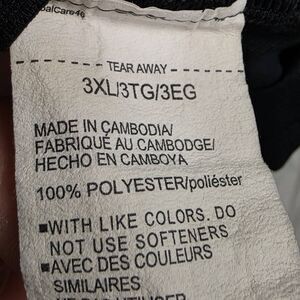 TEAR AWAY
3XL/3TG/3EG
MADE IN CAMBODIA/
FABRIQUÉ AU CAMBODGE/
HECHO EN CAMBOYA
100% POLYESTER/poliéster
■WITH LIKE COLORS. DO
NOT USE SOFTENERS
■AVEC DES COULEURS
SIMILAIRES